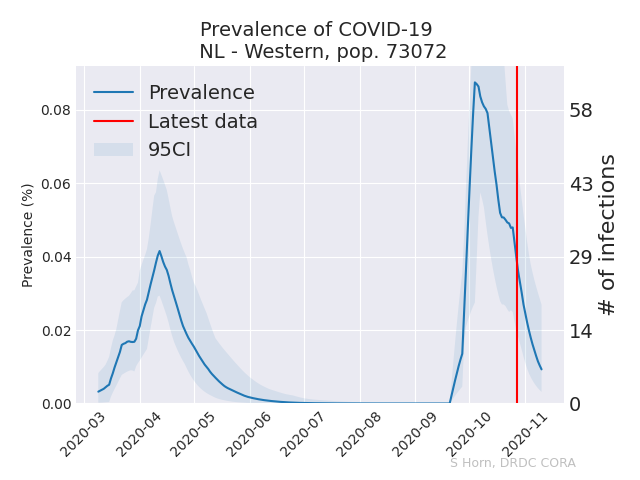 Prevalence of COVID-19
NL - Western, pop. 73072
Prevalence
Latest data
95CI
Prevalence (%)
0.08
0.06
0.04
0.02
0.00
58
43
29
14
0
# of infections
2020-03
2020-04
2020-05
2020-06
2020-07
2020-08
2020-09
2020-10
2020-11
S Horn, DRDC CORA